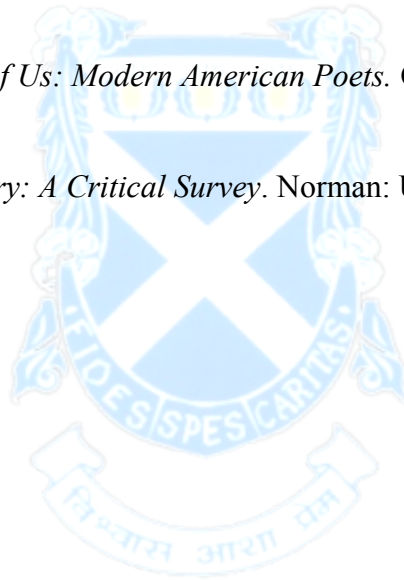 f Us: Modern American Poets. C
ry: A Critical Survey. Norman: U
FIDES SPES CARITAS
विश्वास आशा प्रेम